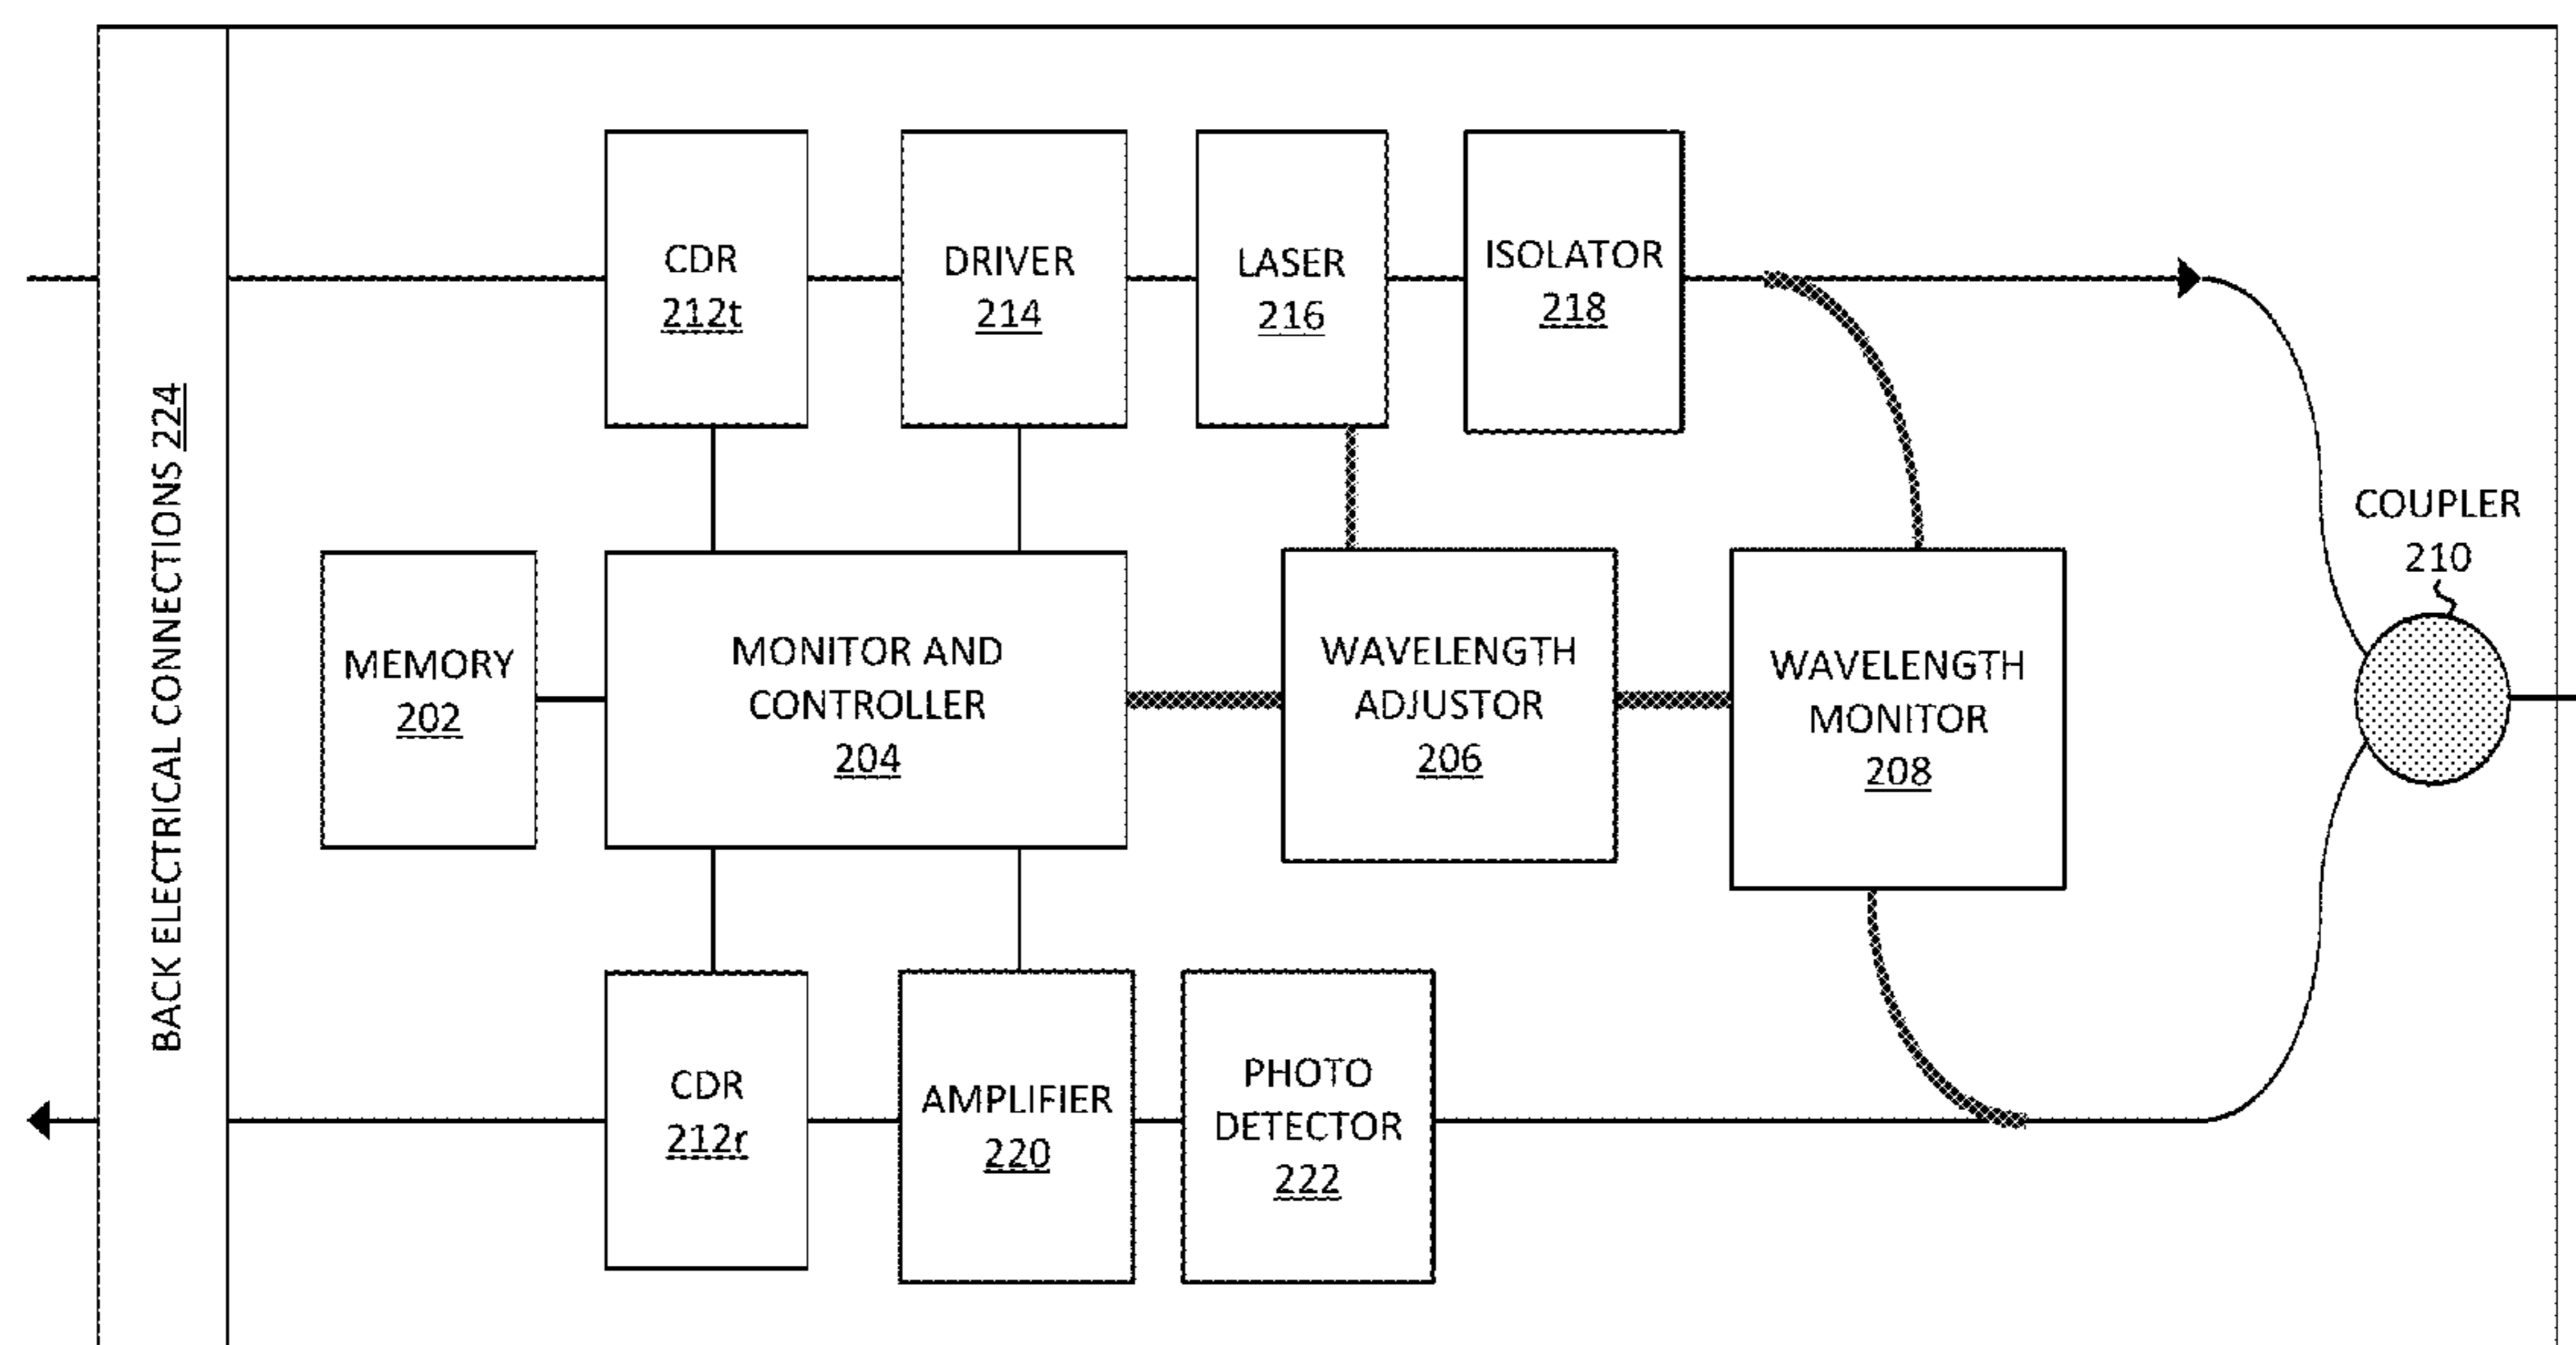 CDR
212t
DRIVER
214
LASER
216
ISOLATOR
218
BACK ELECTRICAL CONNECTIONS 224
COUPLER
210
MEMORY
202
MONITOR AND
CONTROLLER
204
WAVELENGTH
ADJUSTOR
206
WAVELENGTH
MONITOR
208
CDR
212r
AMPLIFIER
220
PHOTO
DETECTOR
222